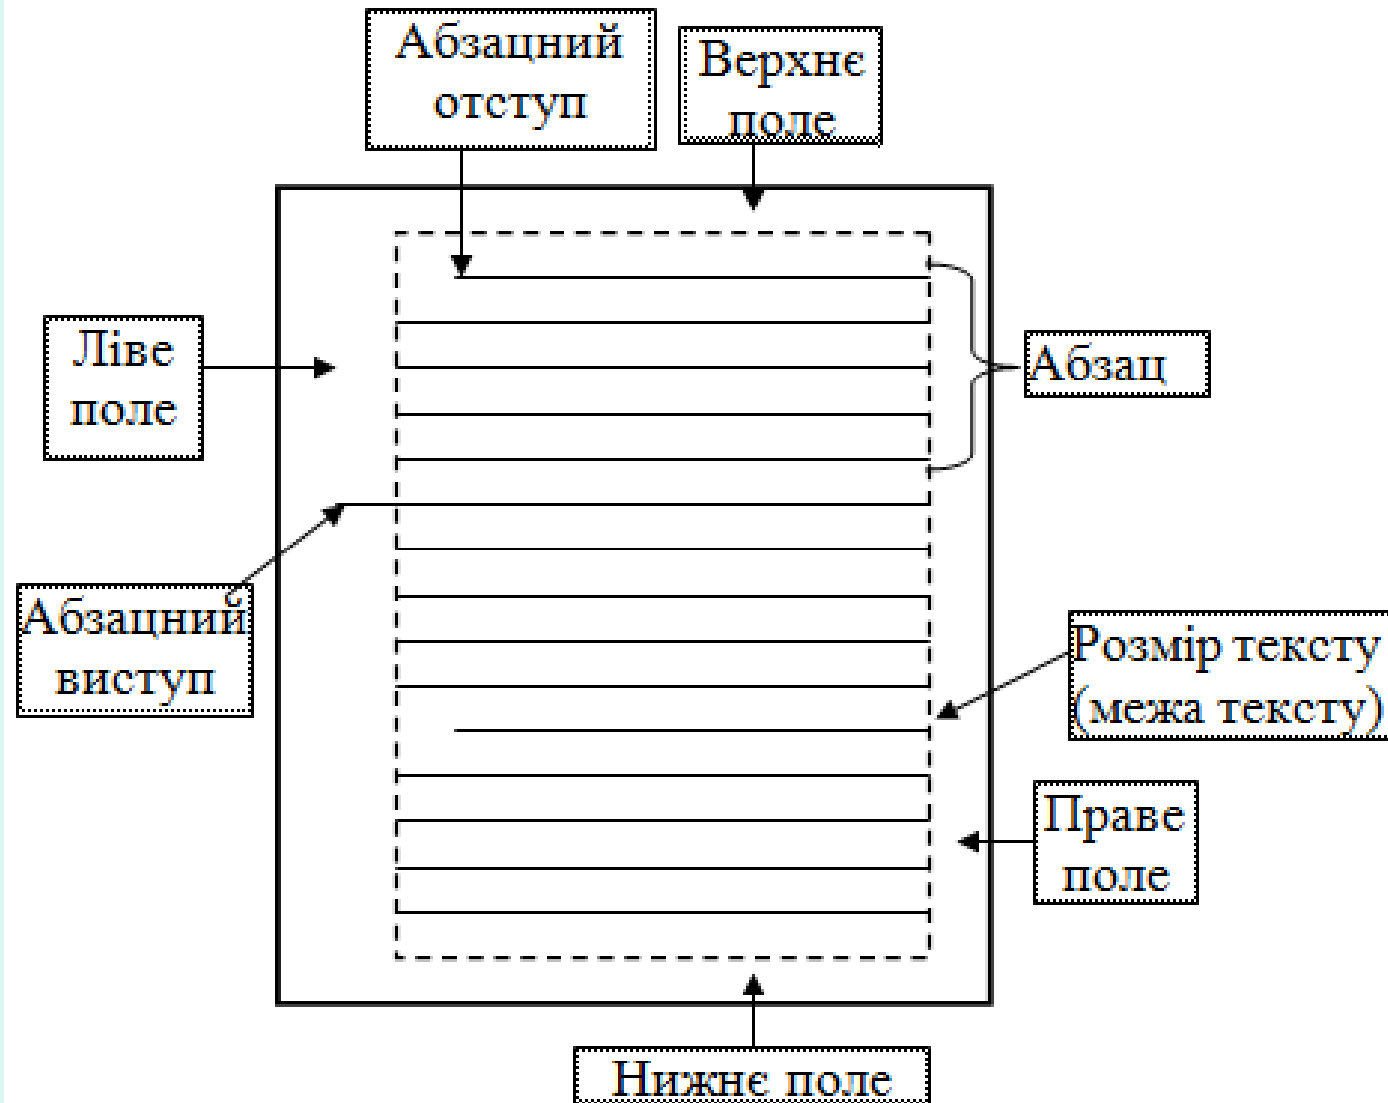 Абзацний
отступ
Верхнє
поле
Ліве
поле
Абзац
Абзацний
виступ
Розмір тексту
(межа тексту)
Праве
поле
Нижнє поле